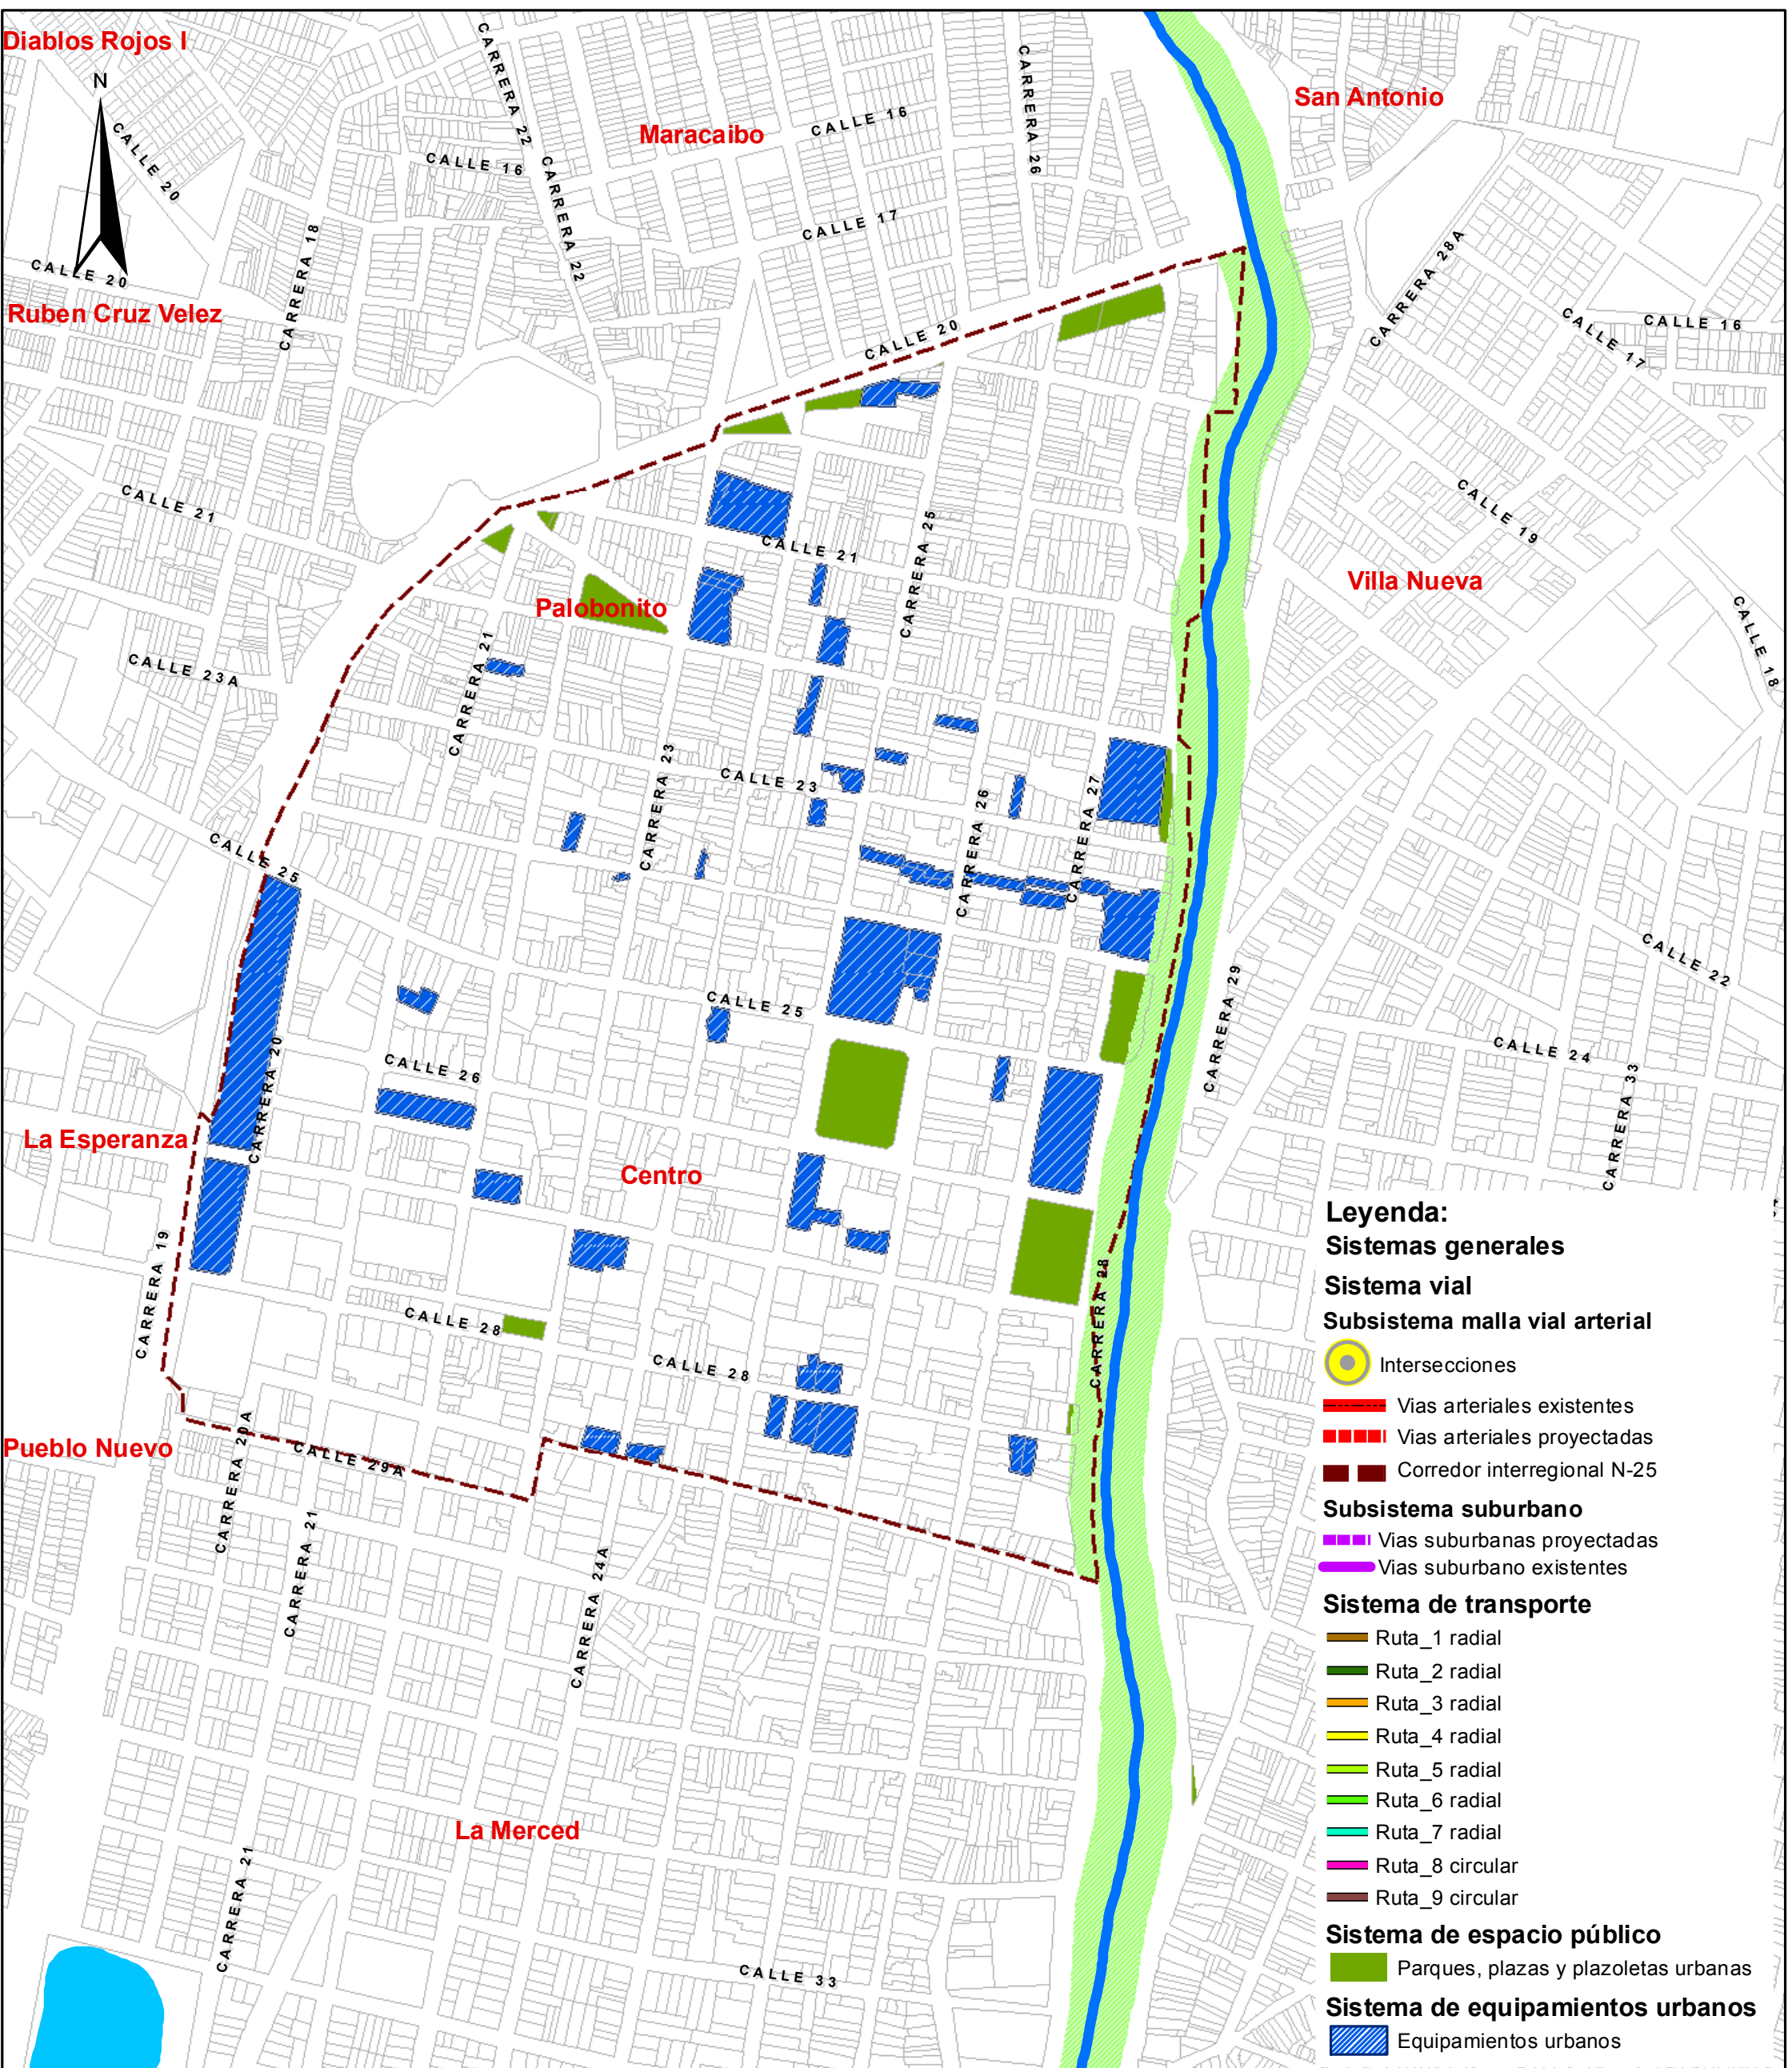 Diablos Rojos I
N
CARRERA 22
CARRERA 26
San Antonio
Maracaibo
CALLE 16
CALLE 20
CALLE 16
CARRERA 22
CALLE 17
CARRERA 18
CARRERA 28A
CALLE 20
Ruben Cruz Velez
CALLE 17
CALLE 16
CALLE 20
CALLE 21
CALLE 19
CARRERA 25
CALLE 21
Villa Nueva
Palobonito
CALLE 18
CARRERA 21
CALLE 23A
CARRERA 23
CALLE 23
CARRERA 26
CARRERA 27
CALLE 25
CALLE 22
CARRERA 29
CALLE 25
CALLE 24
CARRERA 20
CALLE 26
CARRERA 33
La Esperanza
Centro
CARRERA 19
CARRERA 28
CALLE 28
CALLE 28
Pueblo Nuevo
CARRERA 20A
CALLE 29A
CARRERA 21
CARRERA 24A
La Merced
CARRERA 21
CALLE 33
Leyenda:
Sistemas generales
Sistema vial
Subsistema malla vial arterial
Intersecciones
Vias arteriales existentes
Vias arteriales proyectadas
Corredor interregional N-25
Subsistema suburbano
Vias suburbanas proyectadas
Vias suburbano existentes
Sistema de transporte
Ruta_1 radial
Ruta_2 radial
Ruta_3 radial
Ruta_4 radial
Ruta_5 radial
Ruta_6 radial
Ruta_7 radial
Ruta_8 circular
Ruta_9 circular
Sistema de espacio público
Parques, plazas y plazoletas urbanas
Sistema de equipamientos urbanos
Equipamientos urbanos